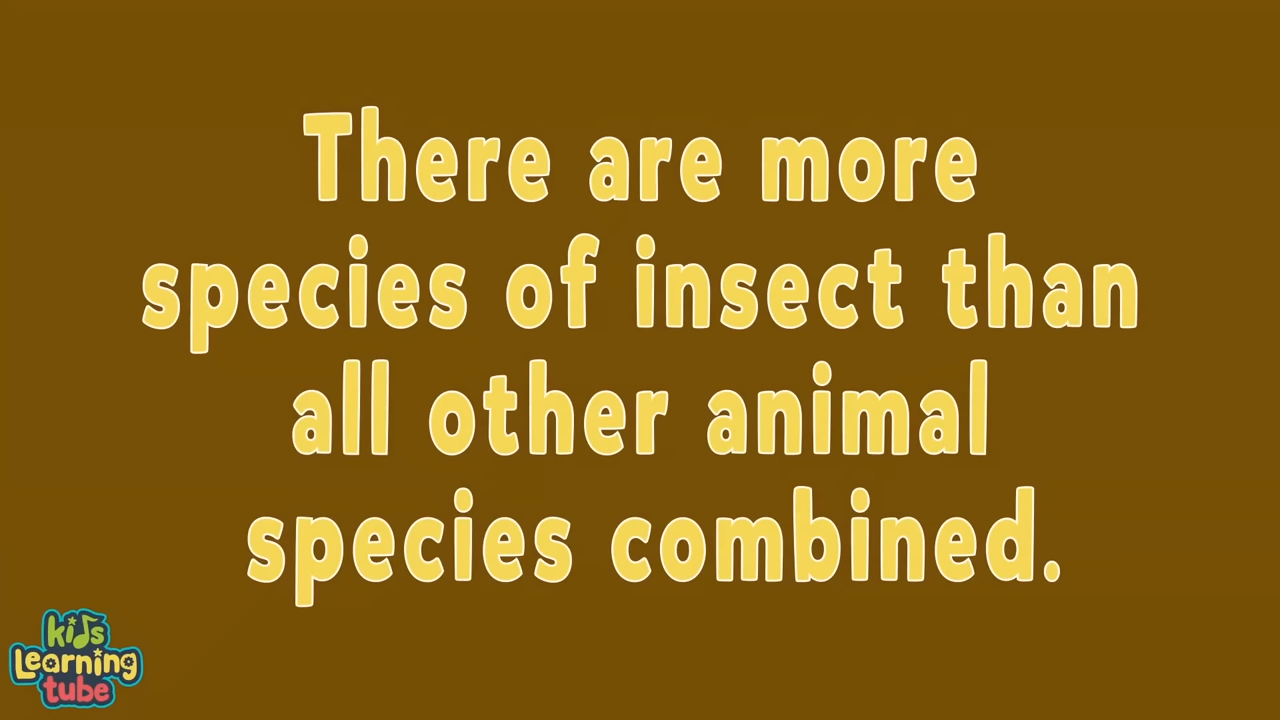 There are more
species of insect than
all other animal
species combined.
kids
Learning
tube